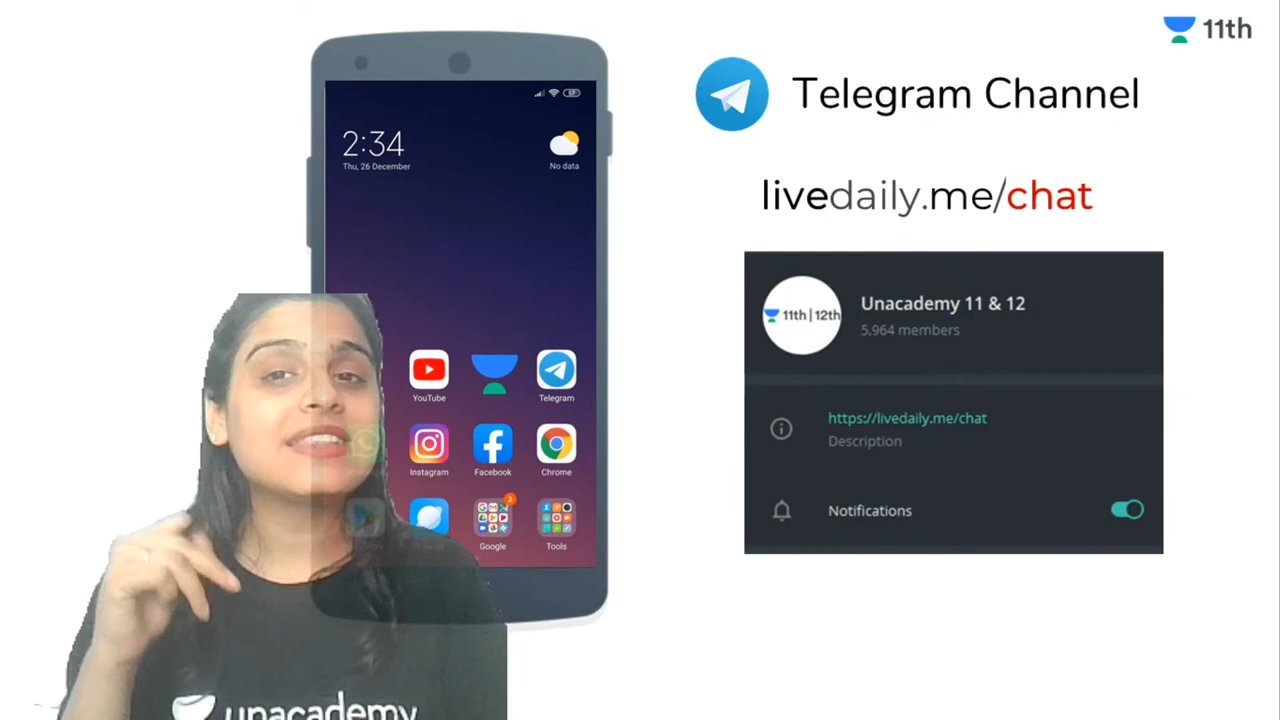 11th
Telegram Channel
livedaily.me/chat
2:34
Thu, 26 December
No data
YouTube
Telegram
Instagram
Facebook
Chrome
2
Google
Tools
11th|12th
Unacademy 11 & 12
5,964 members
https://livedaily.me/chat
Description
Notifications
unacademy